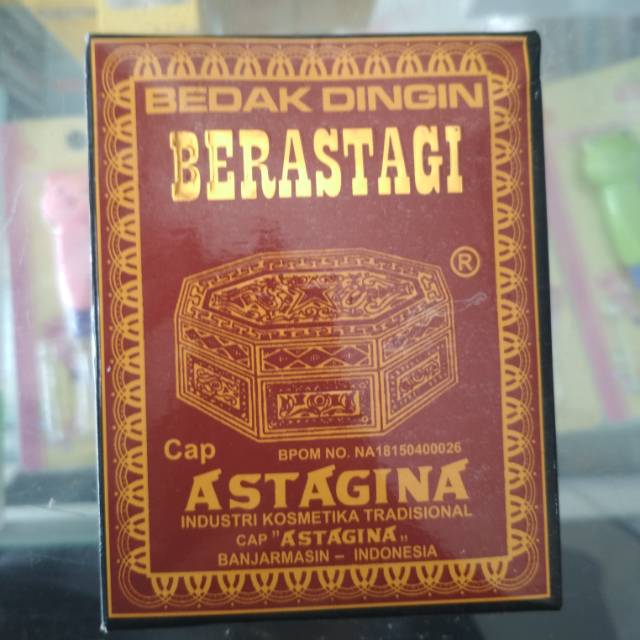 BEDAK DINGIN
BERASTAGI
®
Cap
BPOM NO. NA18150400026
ASTAGINA
INDUSTRI KOSMETIKA TRADISIONAL
CAP "ASTAGINA,,
BANJARMASIN – INDONESIA